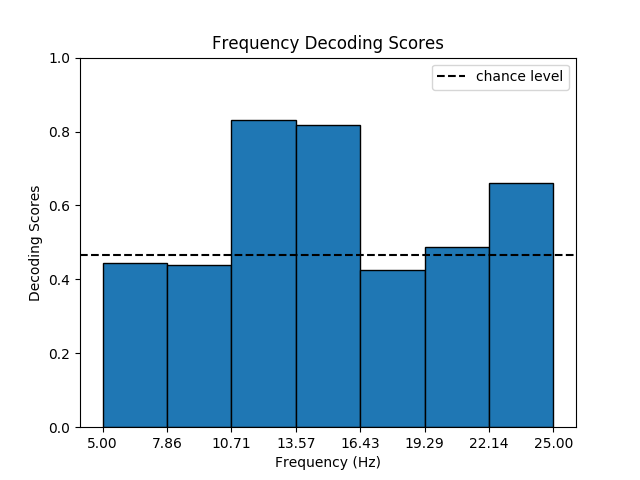 Frequency Decoding Scores
1.0
chance level
0.8
0.6
0.4
0.2
0.0
Decoding Scores
5.00 7.86 10.71 13.57 16.43 19.29 22.14 25.00
Frequency (Hz)